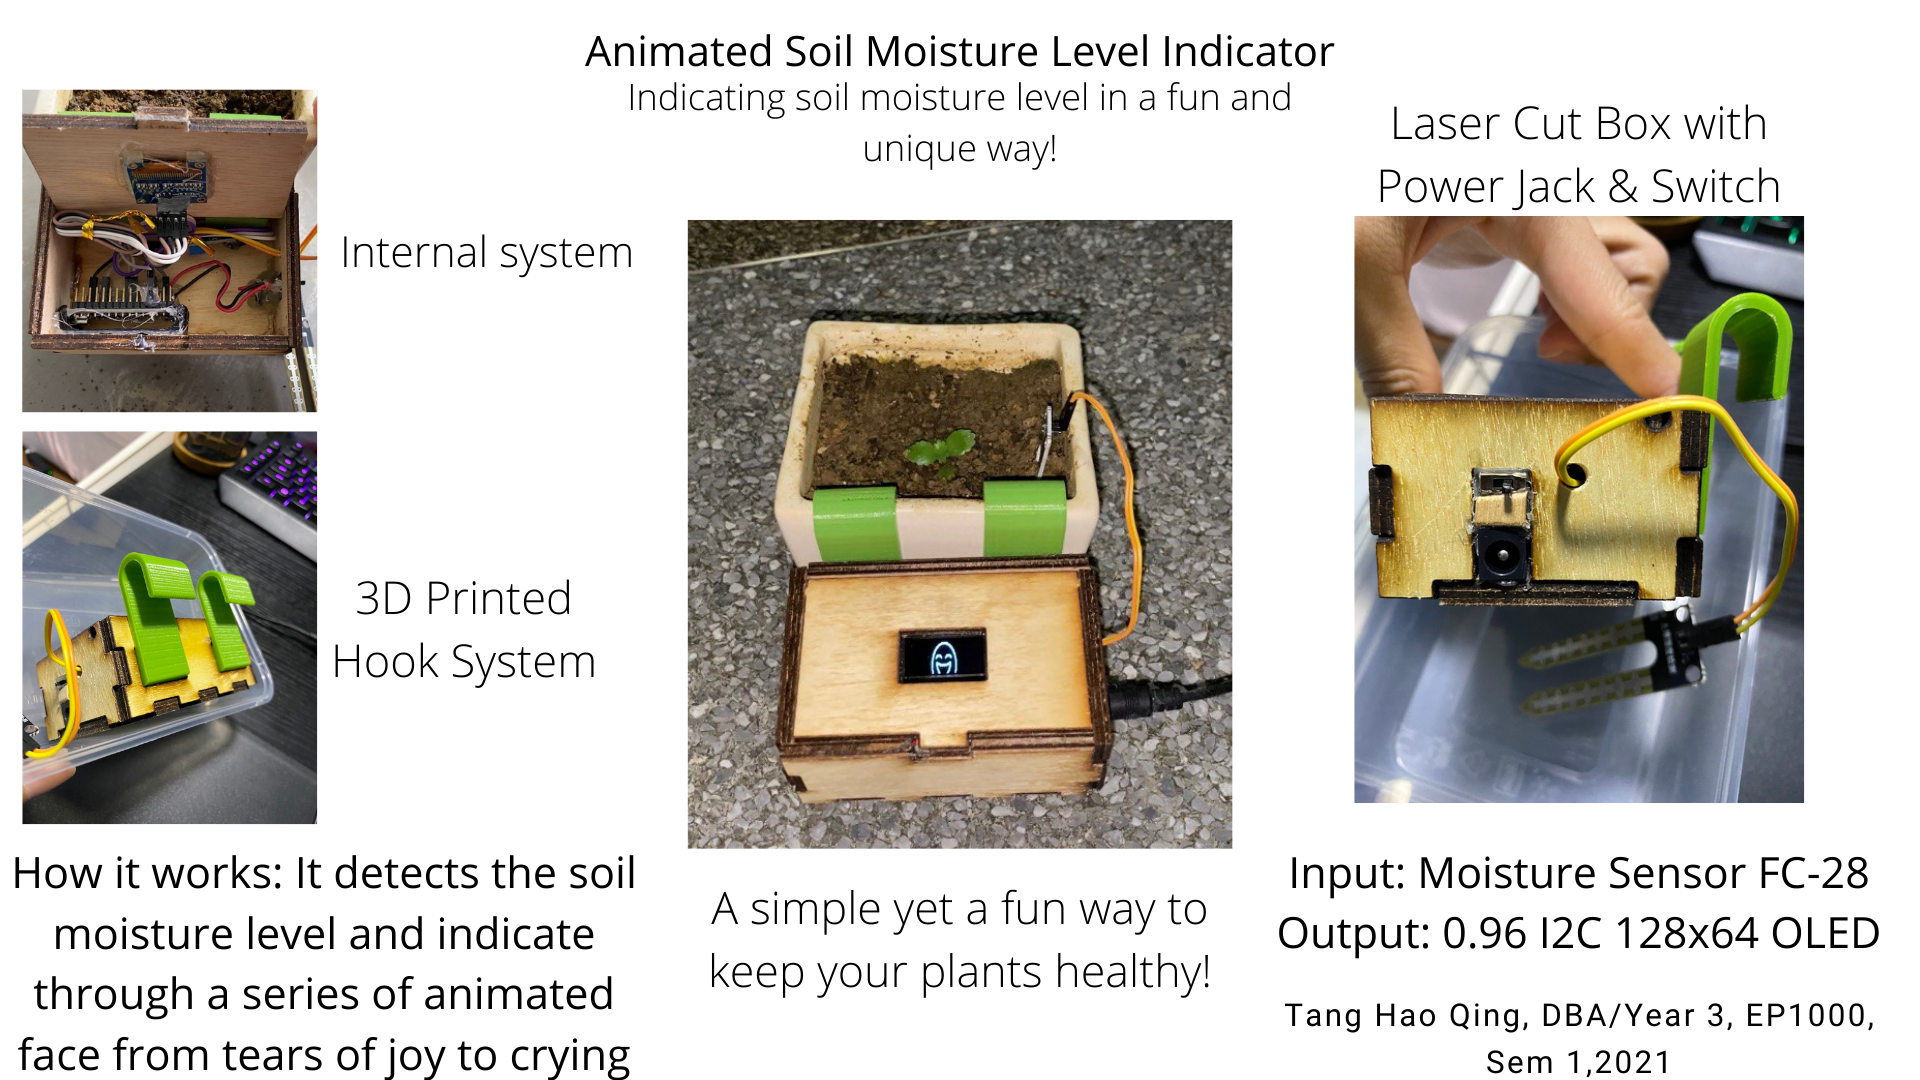 Animated Soil Moisture Level Indicator
Indicating soil moisture level in a fun and
unique way!
Internal system
3D Printed
Hook System
Laser Cut Box with
Power Jack & Switch
How it works: It detects the soil
moisture level and indicate
through a series of animated
face from tears of joy to crying
A simple yet a fun way to
keep your plants healthy!
Input: Moisture Sensor FC-28
Output: 0.96 I2C 128x64 OLED
Tang Hao Qing, DBA/Year 3, EP1000,
Sem 1,2021